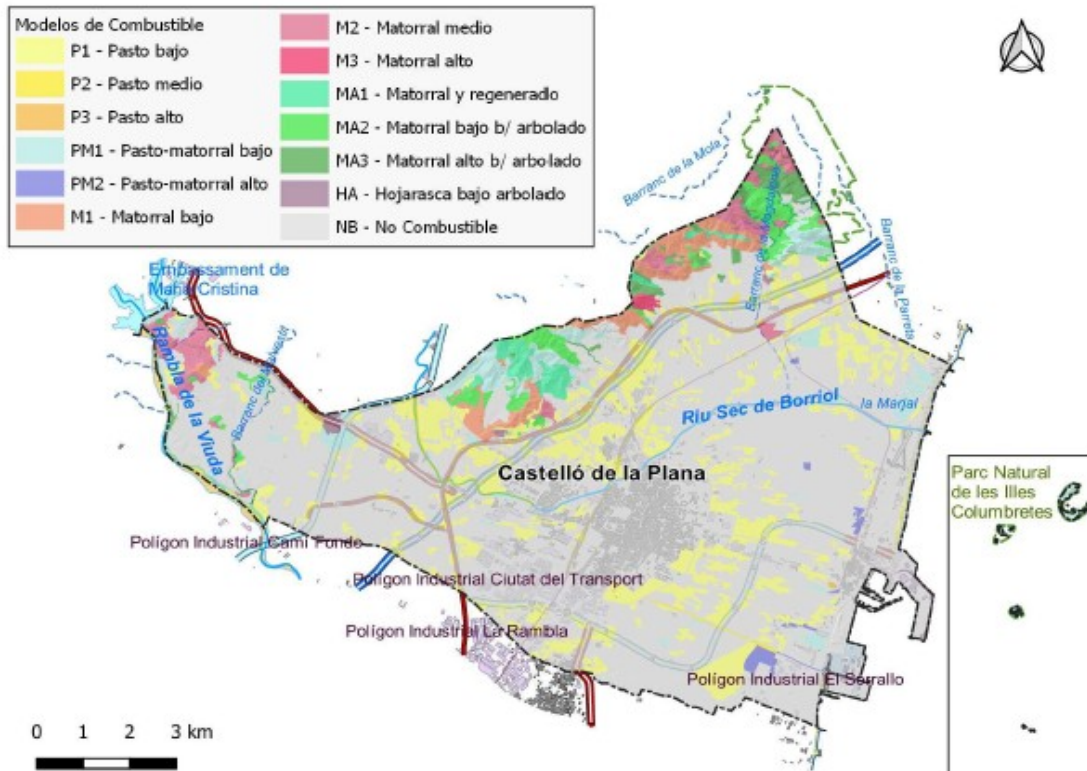 Modelos de Combustible
P1 - Pasto bajo
P2 - Pasto medio
P3 - Pasto alto
PM1 - Pasto-matorral bajo
PM2 - Pasto-matorral alto
M1 - Matorral bajo
M2 - Matorral medio
M3 - Matorral alto
MA1 - Matorral y regeneradlo
MA2 - Matorral bajo b/ arbolado
MA3 - Matorral alto b/ arbolado
HA - Hojarasca bajo arbolado
NB - No Combustible
Barranc de la Mola
Barranc de la Magdalena
Barranc de la Parreta
Embassament de
Maria Cristina
Rambla de la Viuda
Riu Sec de Borriol
la Marjal
Castelló de la Plana
Parc Natural
de les Illes
Columbretes
Polígon Industrial Camí Fondo
Polígon Industrial Ciutat del Transport
Polígon Industrial La Rambla
Polígon Industrial El Serrallo
0 1 2 3 km